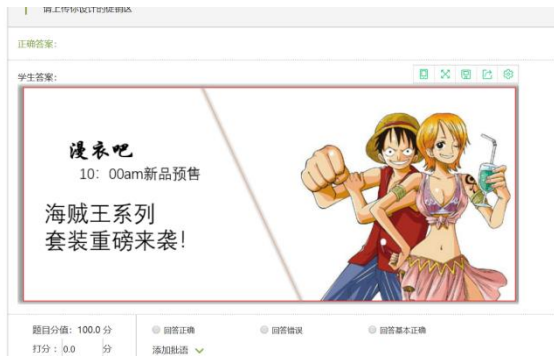 请上传你设计的促销区
正确答案：
学生答案：
漫衣吧
10：00am新品预售
海贼王系列
套装重磅来袭！
题目分值：100.0 分
回答正确
回答错误
回答基本正确
打分：0.0 分
添加批语